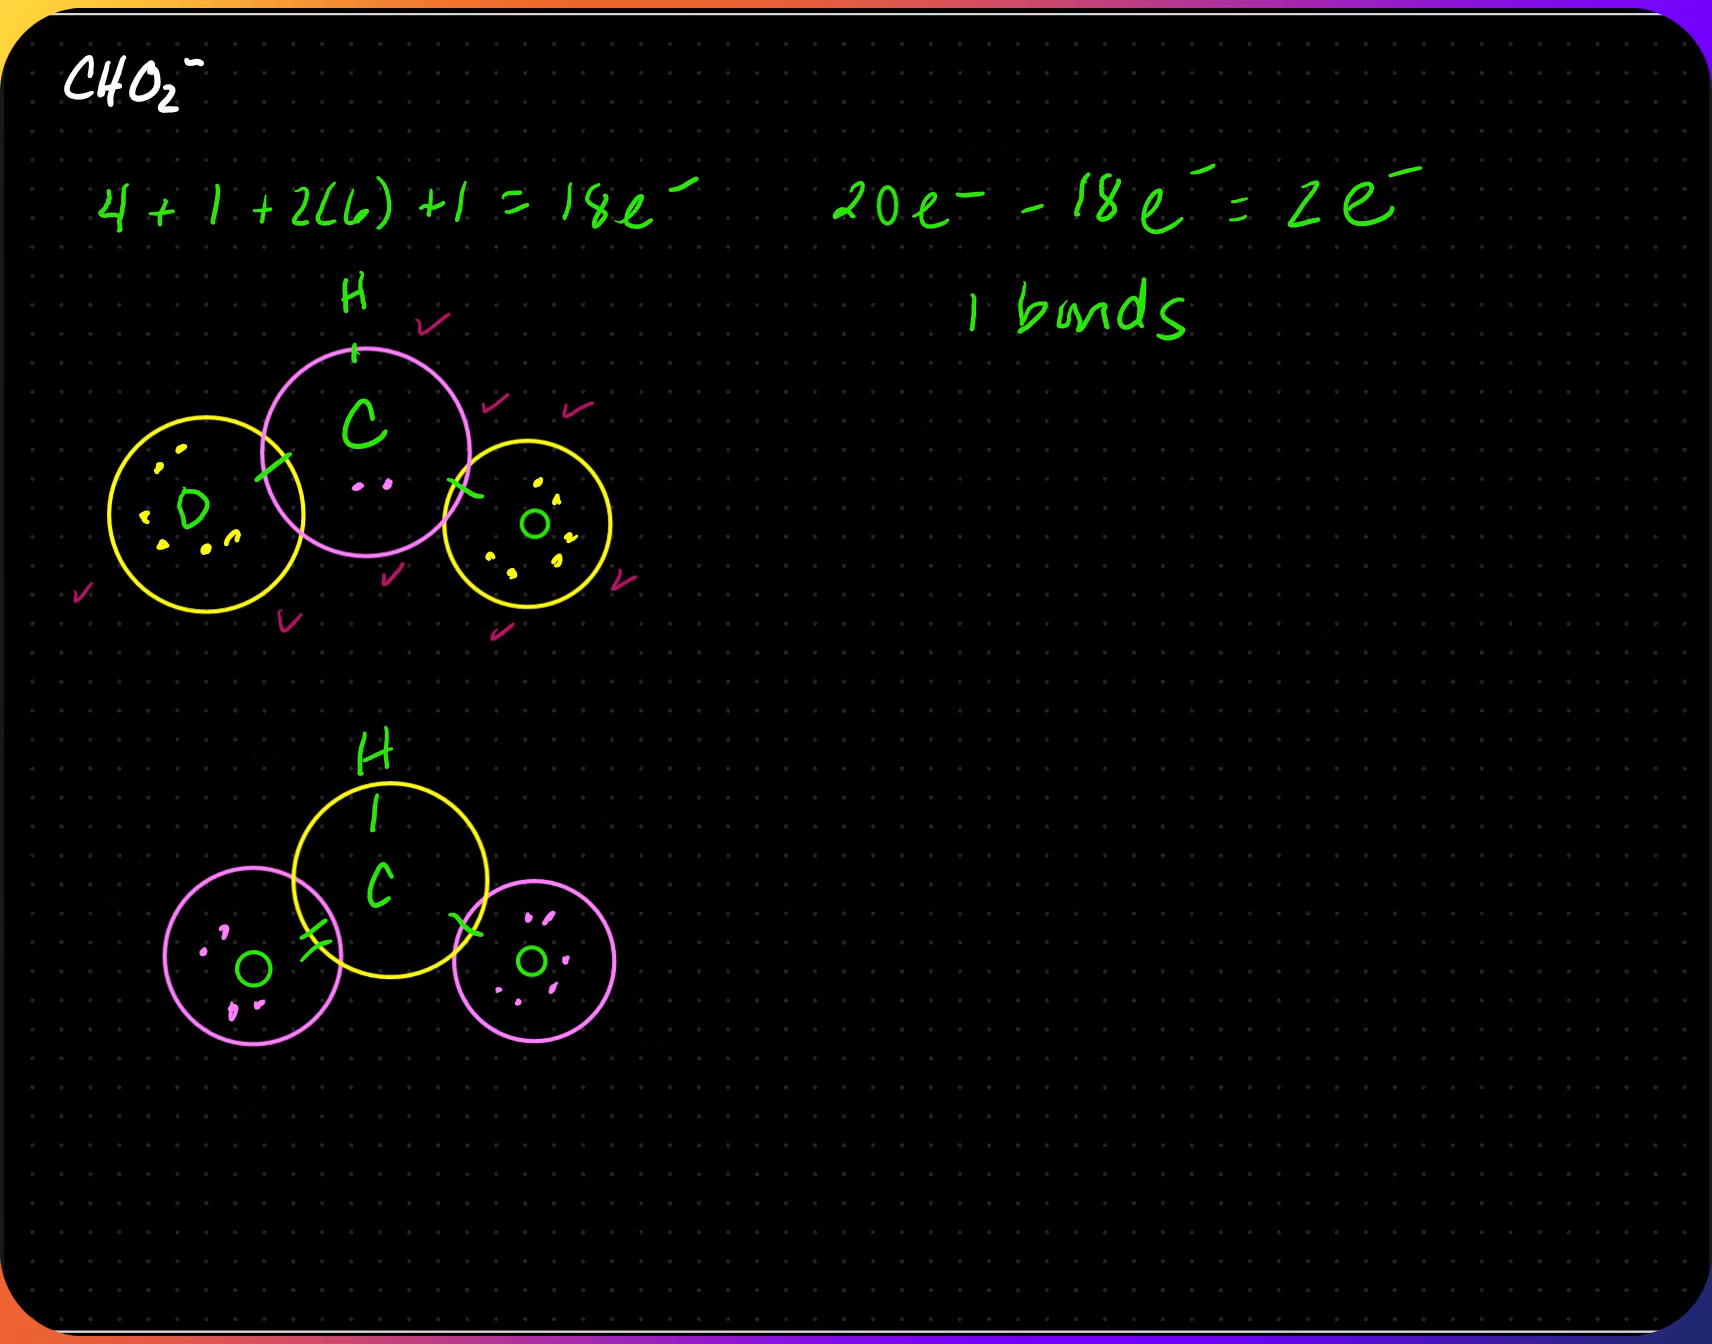 CHO₂⁻
4 + 1 + 2(6) + 1 = 18e⁻ 20e⁻ - 18e⁻ = 2e⁻
1 bonds
H
C
O O
H
C
O O